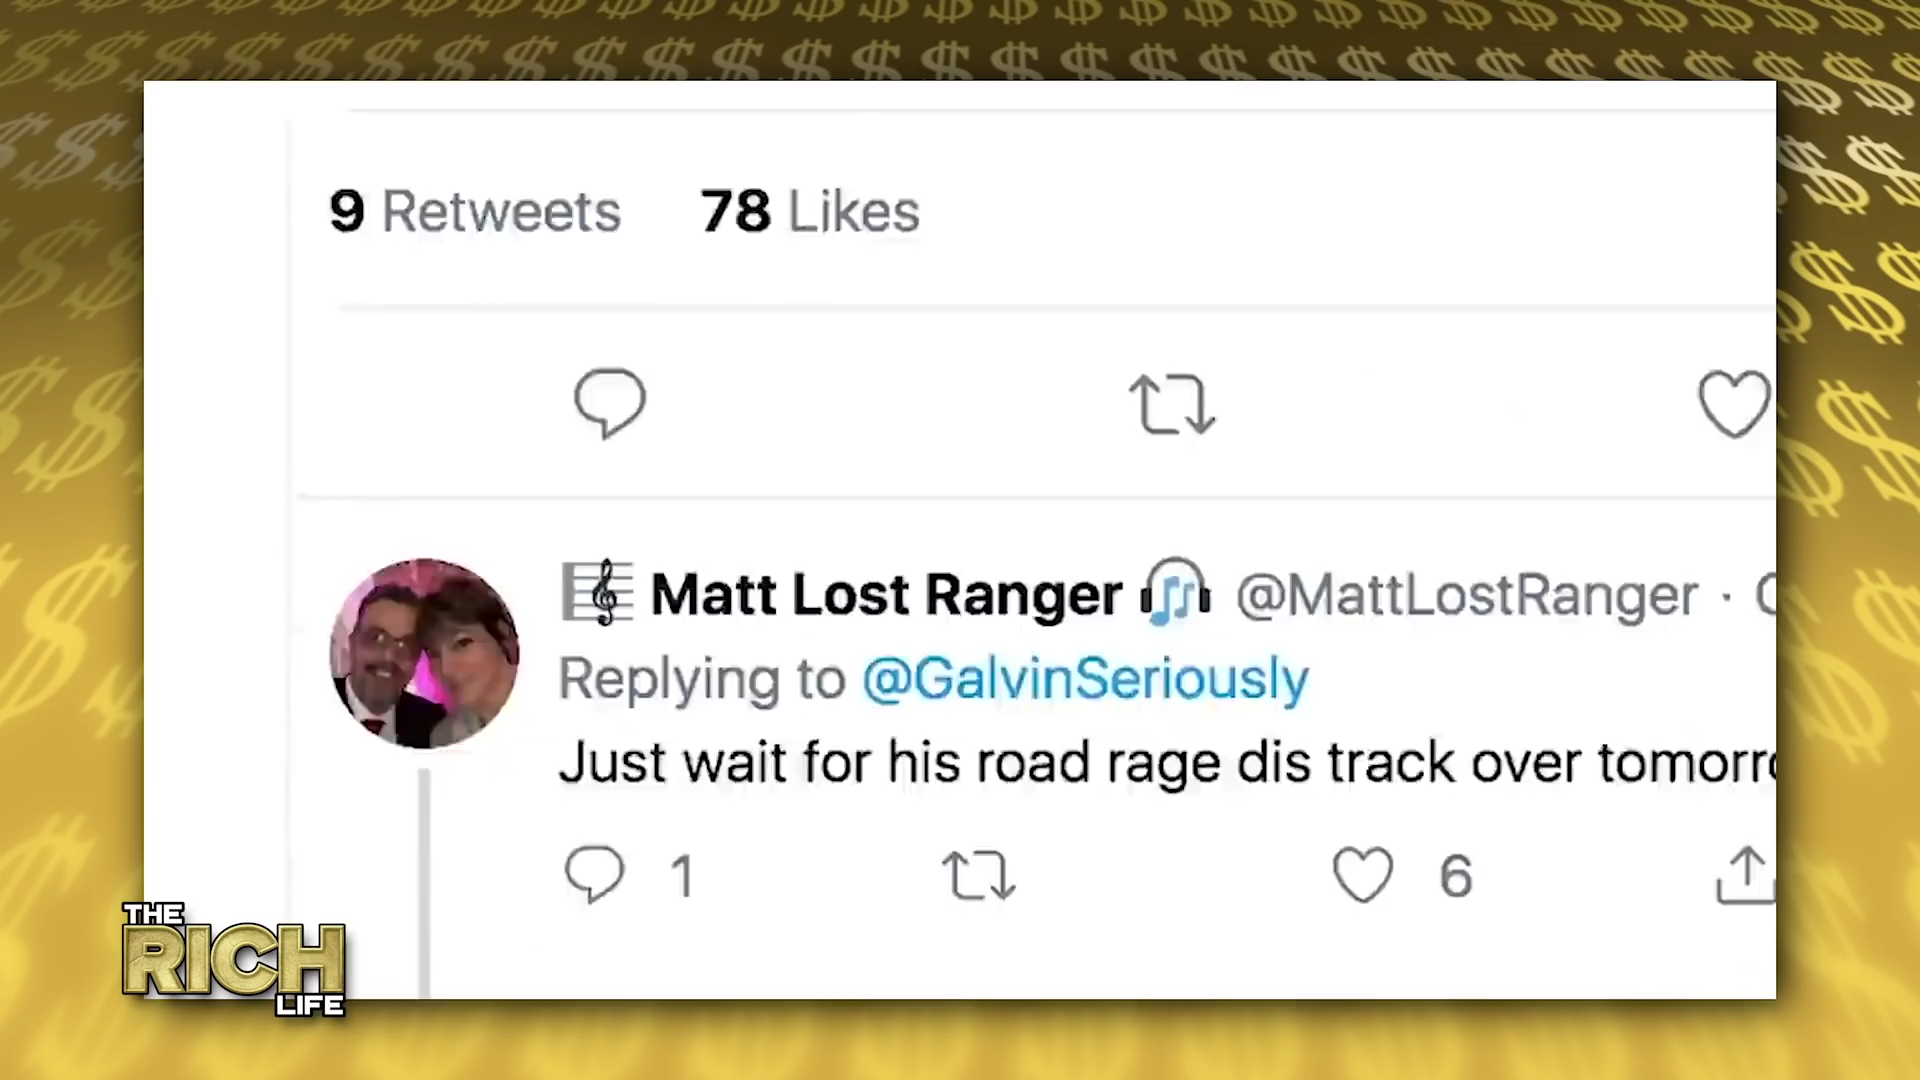 9 Retweets 78 Likes
Matt Lost Ranger @MattLostRanger ·
Replying to @GalvinSeriously
Just wait for his road rage dis track over
1 6
THE
RICH
LIFE